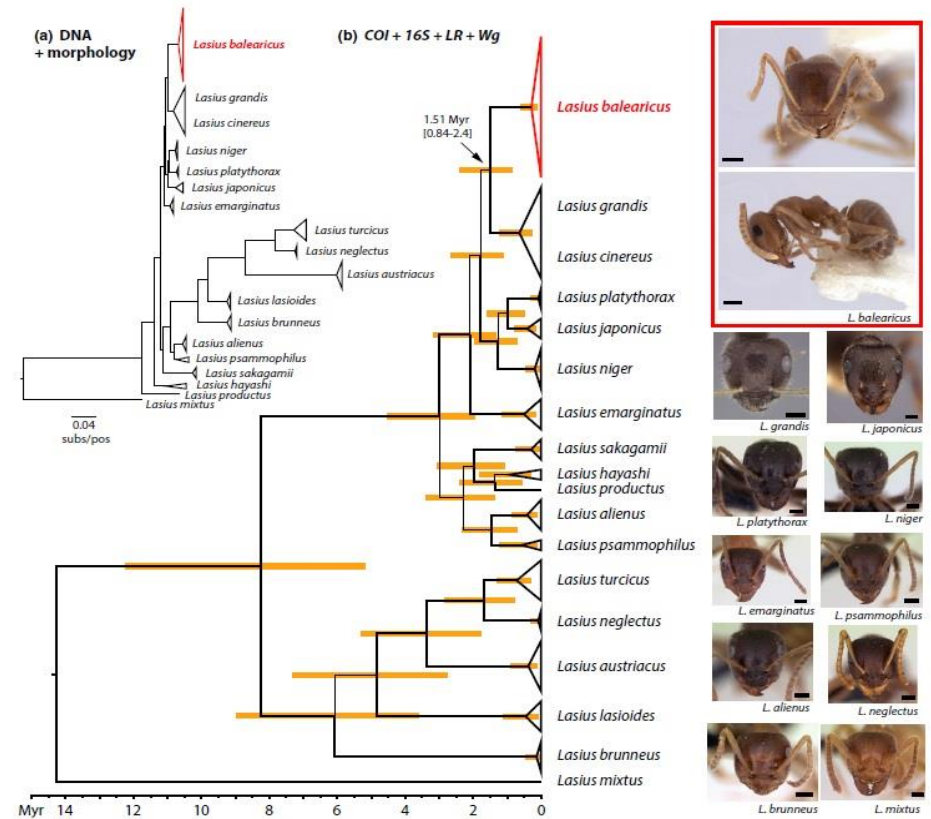 (a) DNA
+ morphology
Lasius balearicus
Lasius grandis
Lasius cinereus
Lasius niger
Lasius platythorax
Lasius japonicus
Lasius emarginatus
Lasius turcicus
Lasius neglectus
Lasius austriacus
Lasius lasioides
Lasius brunneus
Lasius alienus
Lasius psammophilus
Lasius sakagamii
Lasius hayashi
Lasius productus
Lasius mixtus
0.04
subs/pos
(b) COI + 16S + LR + Wg
1.51 Myr
[0.84-2.4]
Lasius balearicus
Lasius grandis
Lasius cinereus
Lasius platythorax
Lasius japonicus
Lasius niger
Lasius emarginatus
Lasius sakagamii
Lasius hayashi
Lasius productus
Lasius alienus
Lasius psammophilus
Lasius turcicus
Lasius neglectus
Lasius austriacus
Lasius lasioides
Lasius brunneus
Lasius mixtus
Myr 14 12 10 8 6 4 2 0
L. balearicus
L. grandis
L. japonicus
L. platythorax
L. niger
L. emarginatus
L. psammophilus
L. alienus
L. neglectus
L. brunneus
L. mixtus